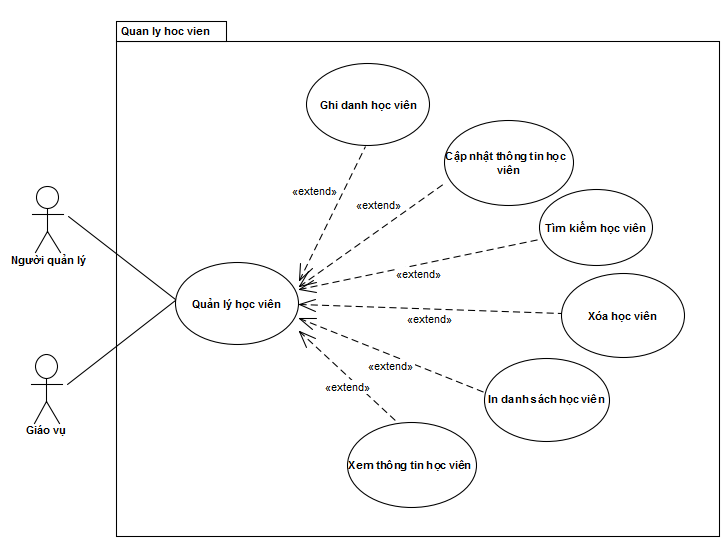 Quan ly hoc vien
Ghi danh học viên
Cập nhật thông tin học
viên
«extend»
«extend»
Tìm kiếm học viên
Người quản lý
«extend»
Quản lý học viên
Xóa học viên
«extend»
Giáo vụ
«extend»
«extend»
In danh sách học viên
Xem thông tin học viên